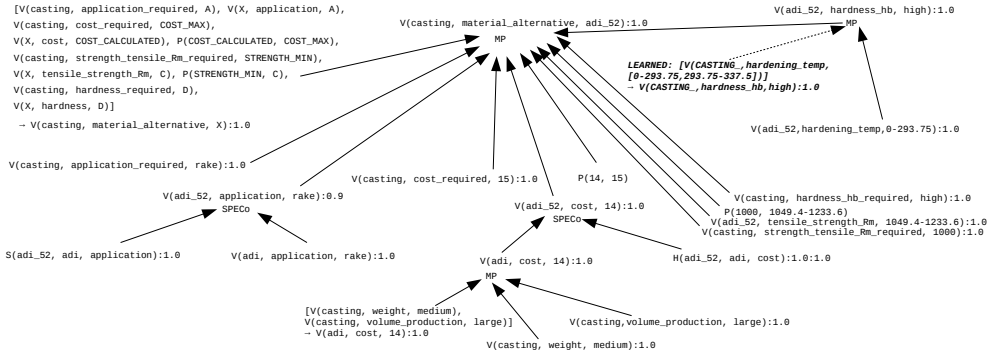 [V(casting, application_required, A), V(X, application, A),
V(casting, cost_required, COST_MAX),
V(X, cost, COST_CALCULATED), P(COST_CALCULATED, COST_MAX),
V(casting, strength_tensile_Rm_required, STRENGTH_MIN),
V(X, tensile_strength_Rm, C), P(STRENGTH_MIN, C),
V(casting, hardness_required, D),
V(X, hardness, D)]
→ V(casting, material_alternative, X):1.0
V(casting, material_alternative, adi_52):1.0
MP
V(adi_52, hardness_hb, high):1.0
MP
LEARNED: [V(CASTING_,hardening_temp,
[0-293.75,293.75-337.5])]
→ V(CASTING_,hardness_hb,high):1.0
V(adi_52,hardening_temp,0-293.75):1.0
V(casting, application_required, rake):1.0
V(adi_52, application, rake):0.9
SPECo
V(casting, cost_required, 15):1.0
P(14, 15)
V(adi_52, cost, 14):1.0
SPECo
V(casting, hardness_hb_required, high):1.0
P(1000, 1049.4-1233.6)
V(adi_52, tensile_strength_Rm, 1049.4-1233.6):1.0
V(casting, strength_tensile_Rm_required, 1000):1.0
S(adi_52, adi, application):1.0
V(adi, application, rake):1.0
V(adi, cost, 14):1.0
MP
H(adi_52, adi, cost):1.0:1.0
[V(casting, weight, medium),
V(casting, volume_production, large)]
→ V(adi, cost, 14):1.0
V(casting,volume_production, large):1.0
V(casting, weight, medium):1.0